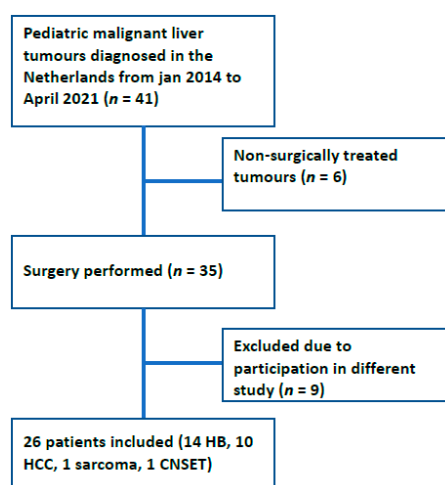 Pediatric malignant liver
tumours diagnosed in the
Netherlands from jan 2014 to
April 2021 (n = 41)
Non-surgically treated
tumours (n = 6)
Surgery performed (n = 35)
Excluded due to
participation in different
study (n = 9)
26 patients included (14 HB, 10
HCC, 1 sarcoma, 1 CNSET)